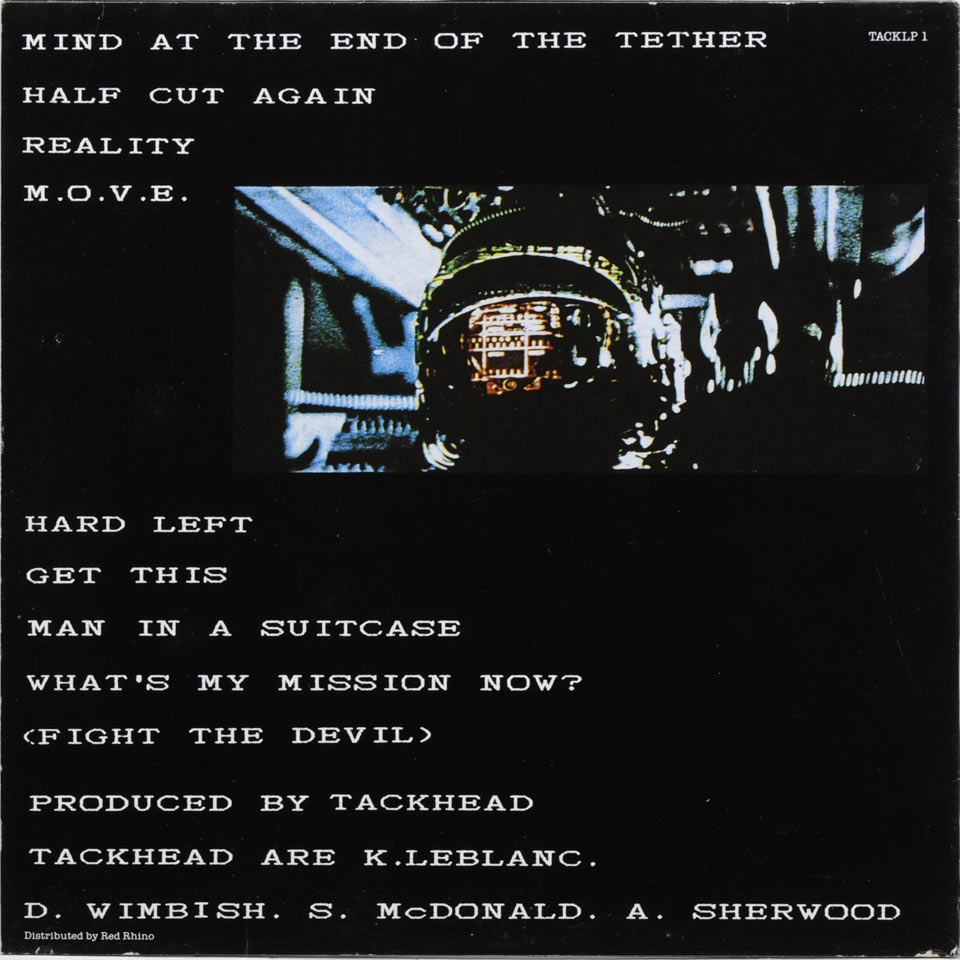 MIND AT THE END OF THE TETHER
TACKLP 1
HALF CUT AGAIN
REALITY
M.O.V.E.
HARD LEFT
GET THIS
MAN IN A SUITCASE
WHAT'S MY MISSION NOW?
(FIGHT THE DEVIL)
PRODUCED BY TACKHEAD
TACKHEAD ARE K.LEBLANC.
D. WIMBISH. S. McDONALD. A. SHERWOOD
Distributed by Red Rhino